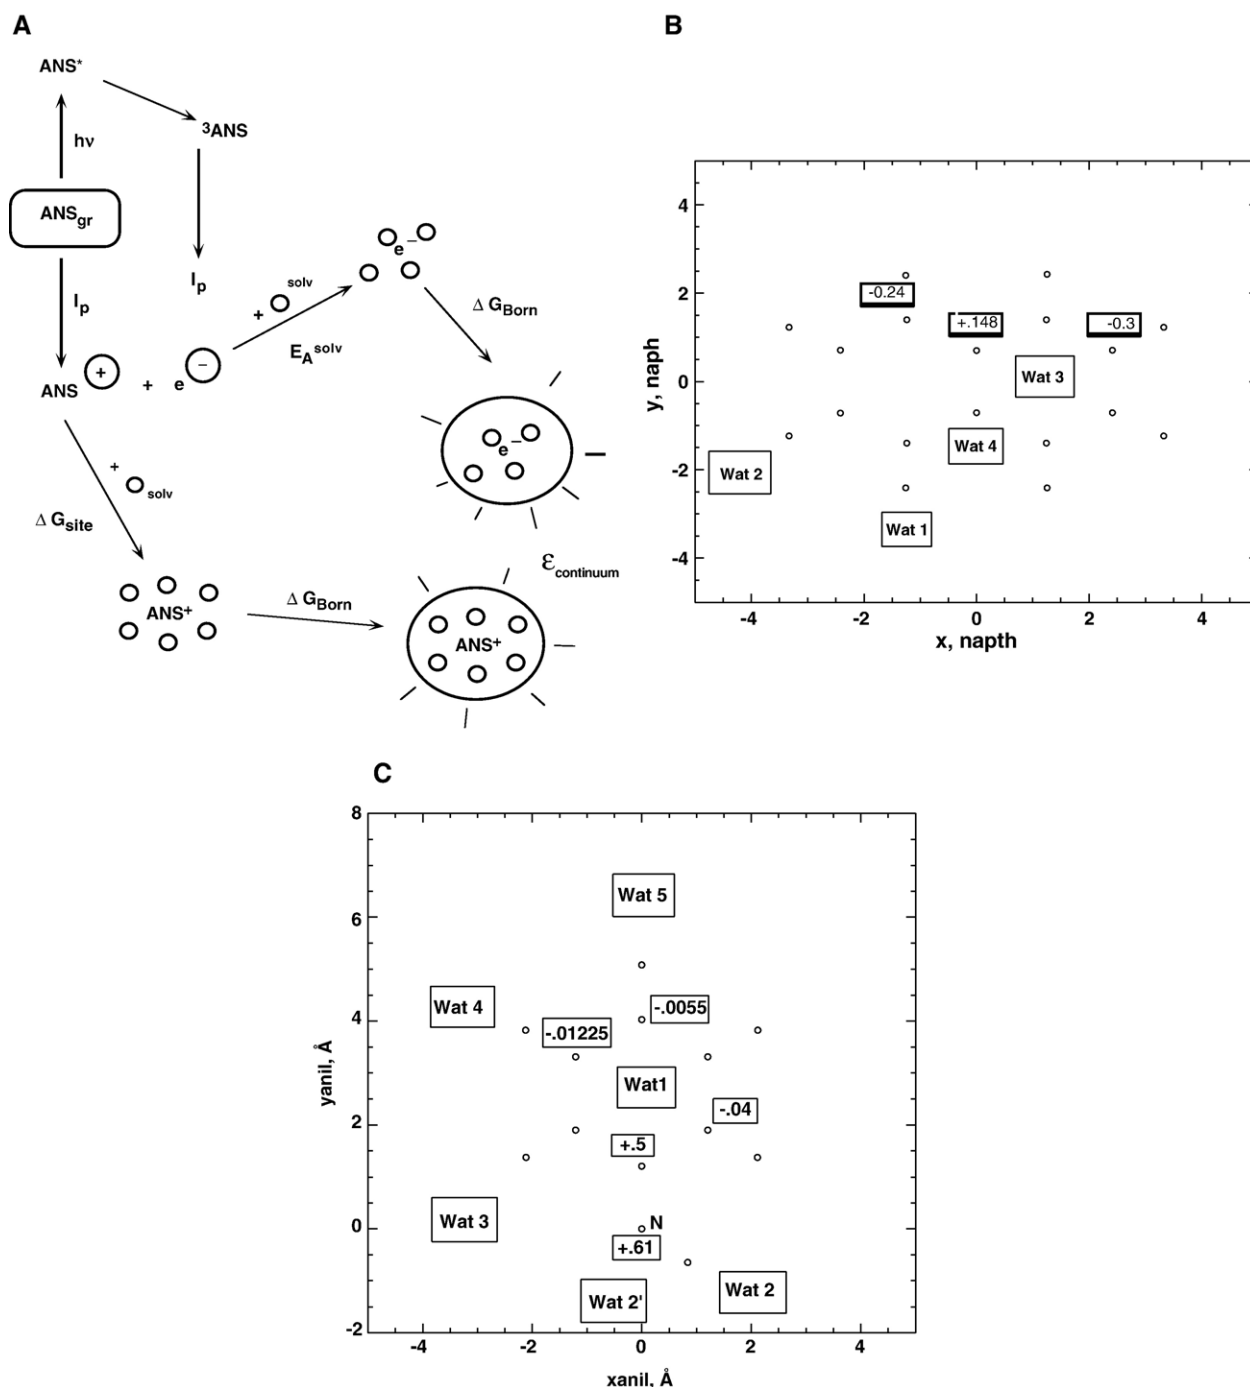 A
ANS*
³ANS
hν
ANSgr
Ip
Ip
+ solv
e⁻
ΔGBorn
EAsolv
ANS + + e −
+ solv
ΔGsite
e⁻
−
εcontinuum
ANS+
ΔGBorn
ANS+
B
4
2
0
-2
-4
y, naph
-0.24
+.148
-0.3
Wat 3
Wat 4
Wat 2
Wat 1
-4 -2 0 2 4
x, napth
C
8
6
4
2
0
-2
yanil, Å
Wat 5
Wat 4
-.0055
-.01225
Wat1
-.04
+.5
Wat 3
N
+.61
Wat 2
Wat 2'
-4 -2 0 2 4
xanil, Å